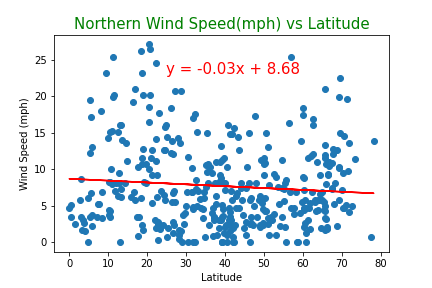 Northern Wind Speed(mph) vs Latitude
y = -0.03x + 8.68
Wind Speed (mph)
25
20
15
10
5
0
0 10 20 30 40 50 60 70 80
Latitude